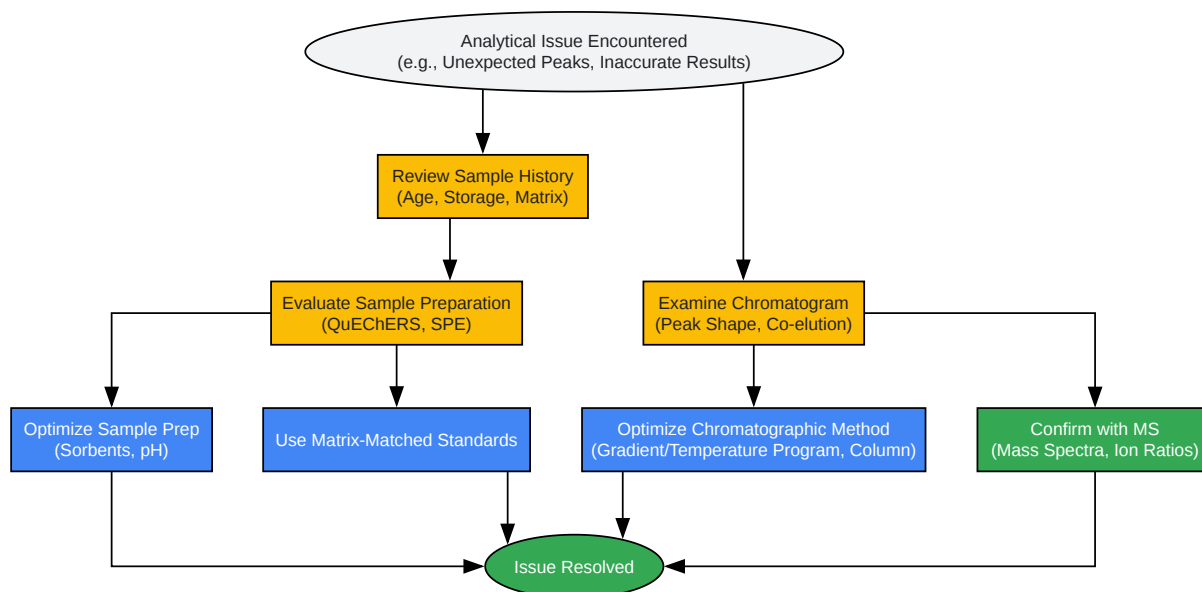 Analytical Issue Encountered
(e.g., Unexpected Peaks, Inaccurate Results)
Review Sample History
(Age, Storage, Matrix)
Evaluate Sample Preparation
(QuEChERS, SPE)
Examine Chromatogram
(Peak Shape, Co-elution)
Optimize Sample Prep
(Sorbents, pH)
Use Matrix-Matched Standards
Optimize Chromatographic Method
(Gradient/Temperature Program, Column)
Confirm with MS
(Mass Spectra, Ion Ratios)
Issue Resolved